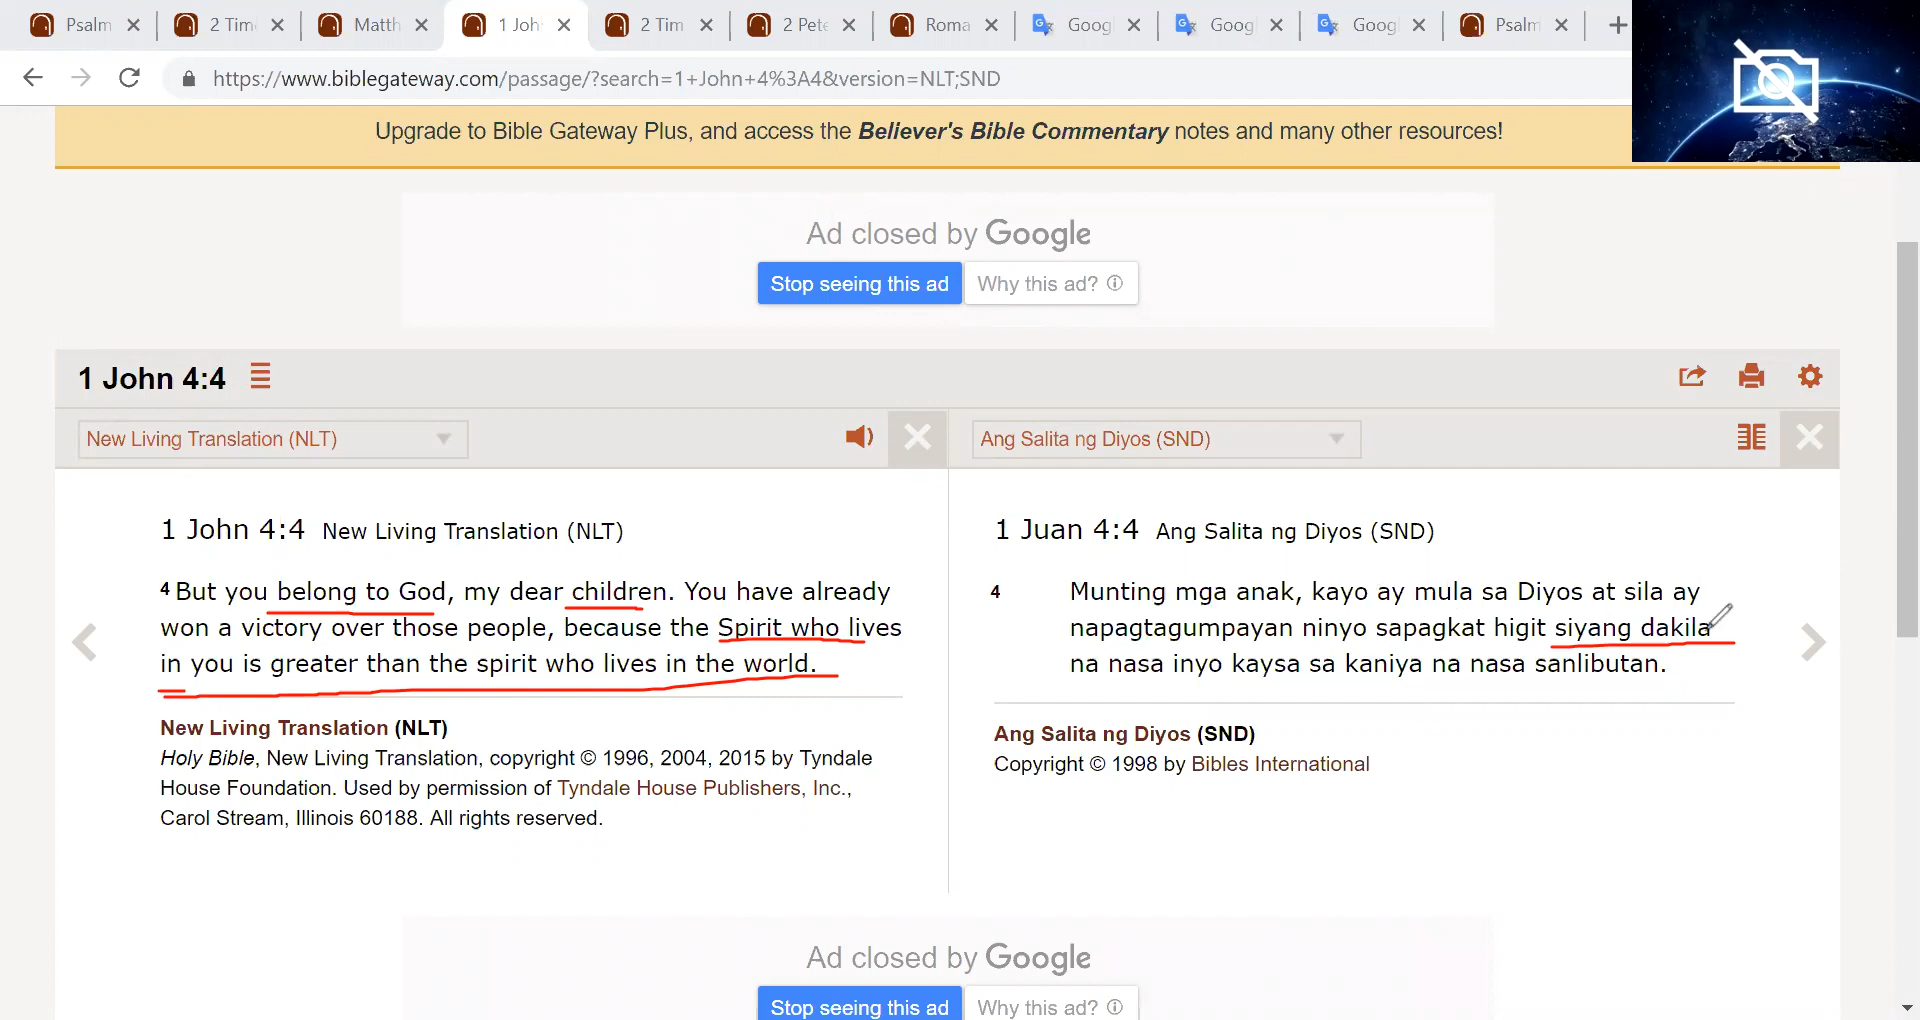 Psalm
2 Tim
Matth
1 Joh
2 Tim
2 Pete
Roma
Goog
Goog
Goog
Psalm
https://www.biblegateway.com/passage/?search=1+John+4%3A4&version=NLT;SND
Upgrade to Bible Gateway Plus, and access the Believer's Bible Commentary notes and many other resources!
Ad closed by Google
Stop seeing this ad
Why this ad?
1 John 4:4
New Living Translation (NLT)
Ang Salita ng Diyos (SND)
1 John 4:4 New Living Translation (NLT)
4 But you belong to God, my dear children. You have already
won a victory over those people, because the Spirit who lives
in you is greater than the spirit who lives in the world.
New Living Translation (NLT)
Holy Bible, New Living Translation, copyright © 1996, 2004, 2015 by Tyndale
House Foundation. Used by permission of Tyndale House Publishers, Inc.,
Carol Stream, Illinois 60188. All rights reserved.
1 Juan 4:4 Ang Salita ng Diyos (SND)
4 Munting mga anak, kayo ay mula sa Diyos at sila ay
napagtagumpayan ninyo sapagkat higit siyang dakila
na nasa inyo kaysa sa kaniya na nasa sanlibutan.
Ang Salita ng Diyos (SND)
Copyright © 1998 by Bibles International
Ad closed by Google
Stop seeing this ad
Why this ad?